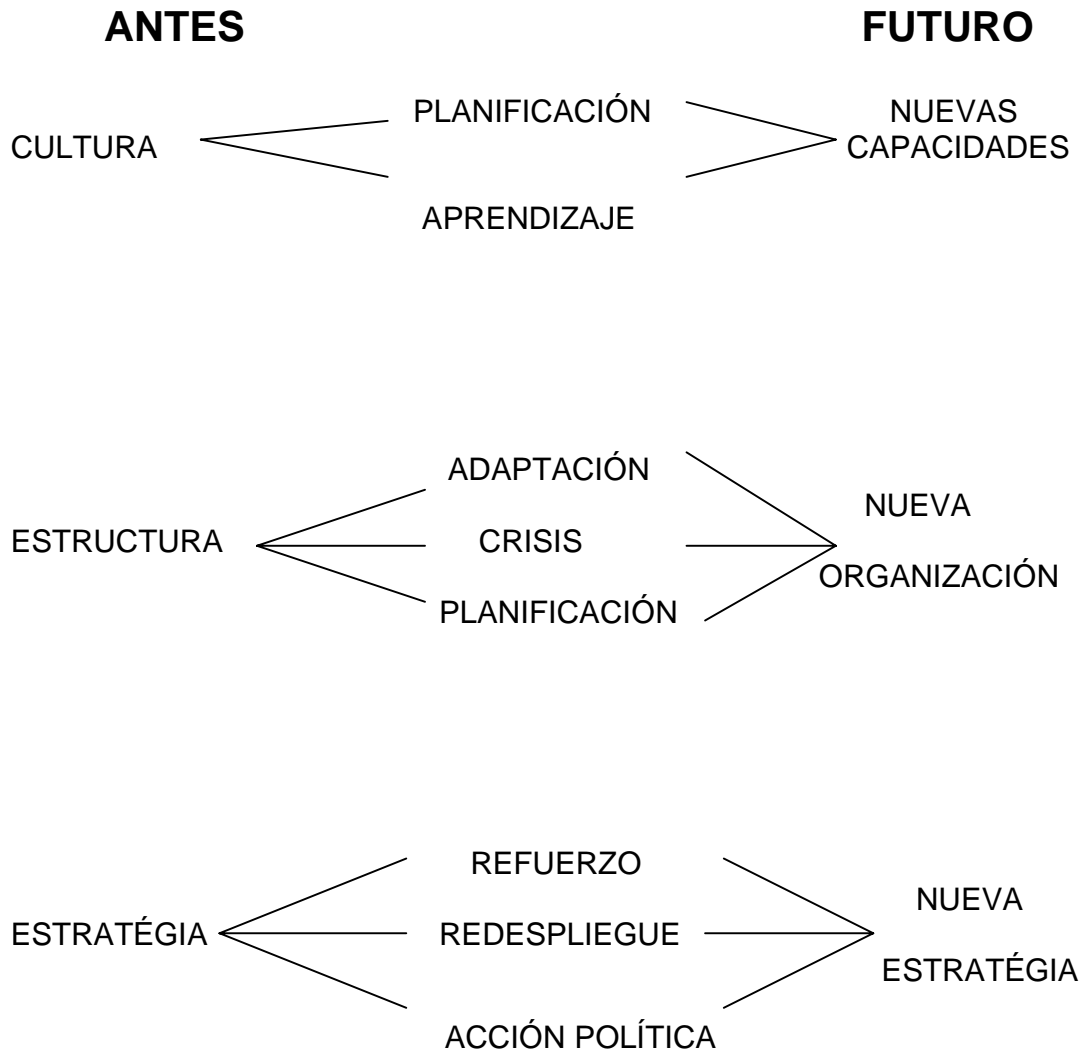 ANTES FUTURO
PLANIFICACIÓN NUEVAS
CULTURA CAPACIDADES
APRENDIZAJE
ADAPTACIÓN
NUEVA
ESTRUCTURA CRISIS
ORGANIZACIÓN
PLANIFICACIÓN
REFUERZO
NUEVA
ESTRATÉGIA REDESPLIEGUE
ESTRATÉGIA
ACCIÓN POLÍTICA